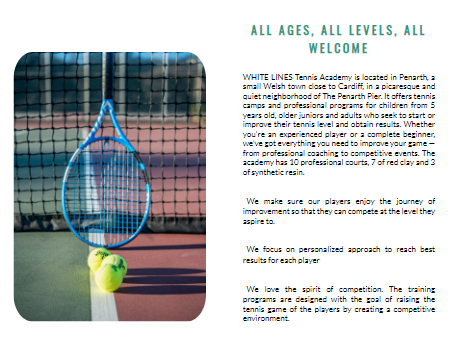 ALL AGES, ALL LEVELS, ALL
WELCOME
WHITE LINES Tennis Academy is located in Penarth, a
small Welsh town close to Cardiff, in a picaresque and
quiet neighborhood of The Penarth Pier. It offers tennis
camps and professional programs for children from 5
years old, older juniors and adults who seek to start or
improve their tennis level and obtain results. Whether
you're an experienced player or a complete beginner,
we've got everything you need to improve your game —
from professional coaching to competitive events. The
academy has 10 professional courts, 7 of red clay and 3
of synthetic resin.
We make sure our players enjoy the journey of
improvement so that they can compete at the level they
aspire to.
We focus on personalized approach to reach best
results for each player
We love the spirit of competition. The training
programs are designed with the goal of raising the
tennis game of the players by creating a competitive
environment.